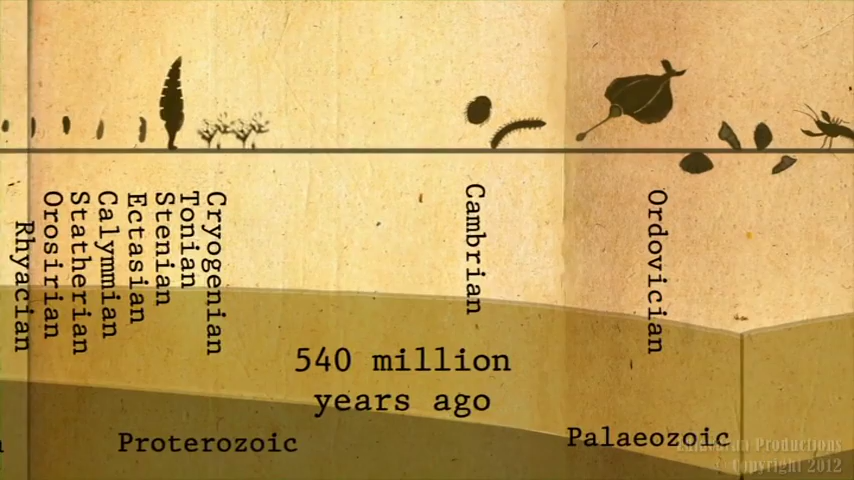 Rhyacian
Orosirian
Statherian
Calymmian
Ectasian
Stenian
Tonian
Cryogenian
Cambrian
Ordovician
540 million
years ago
Proterozoic
Palaeozoic
Productions
© Copyright 2012